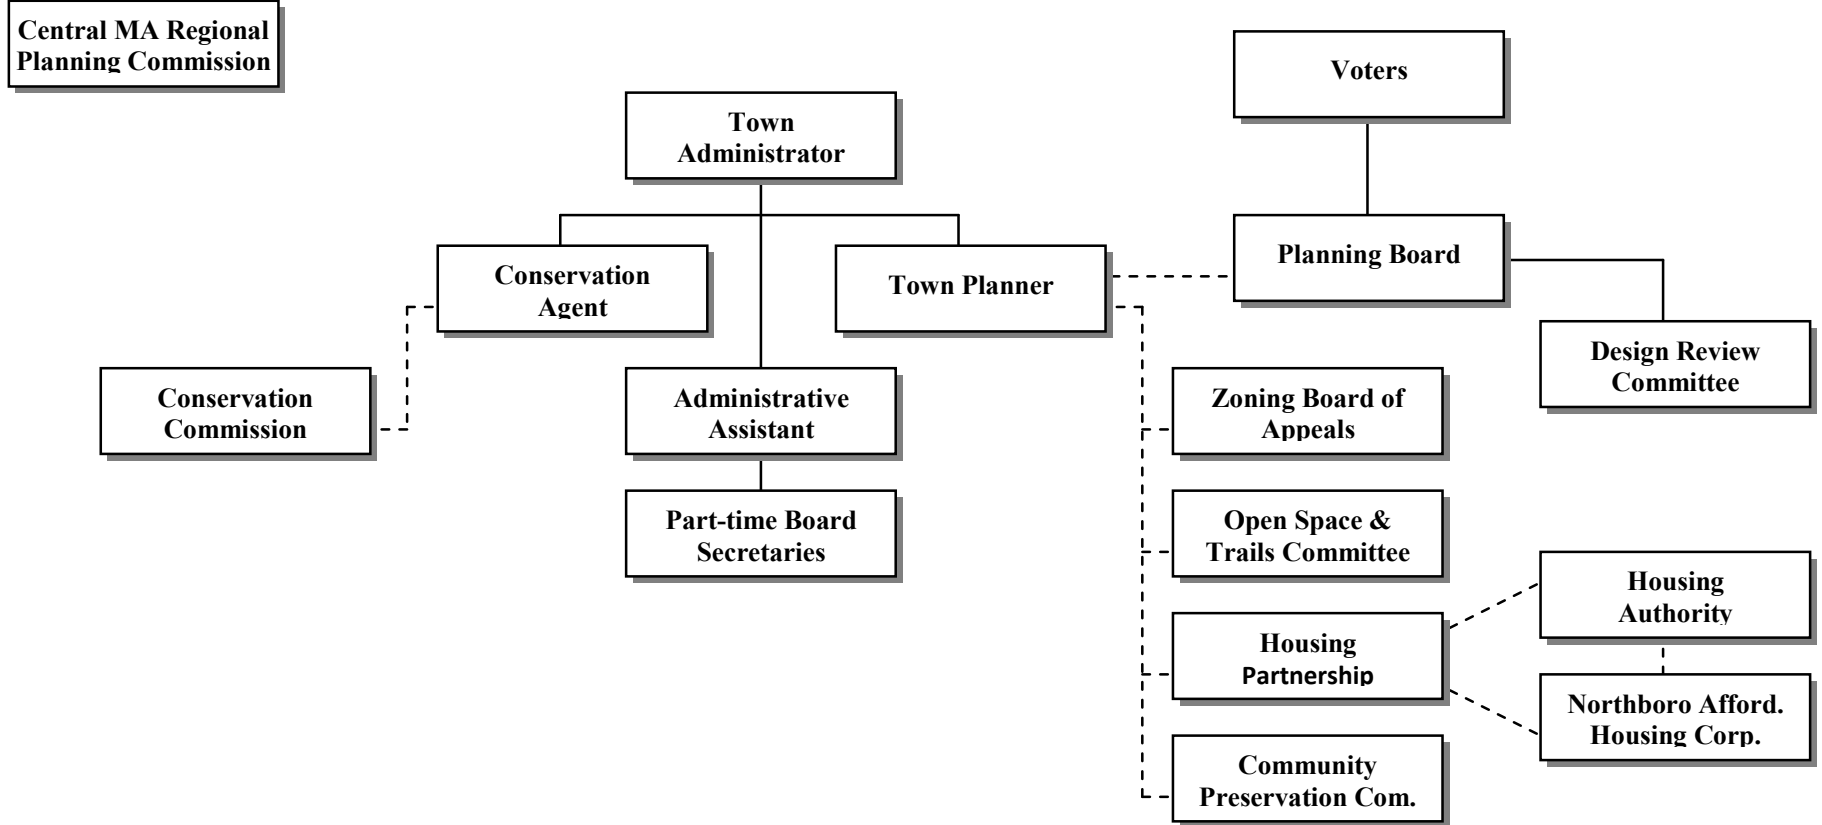 Central MA Regional
Planning Commission
Voters
Town
Administrator
Conservation
Agent
Town Planner
Planning Board
Design Review
Committee
Conservation
Commission
Administrative
Assistant
Zoning Board of
Appeals
Part-time Board
Secretaries
Open Space &
Trails Committee
Housing
Authority
Housing
Partnership
Northboro Afford.
Housing Corp.
Community
Preservation Com.